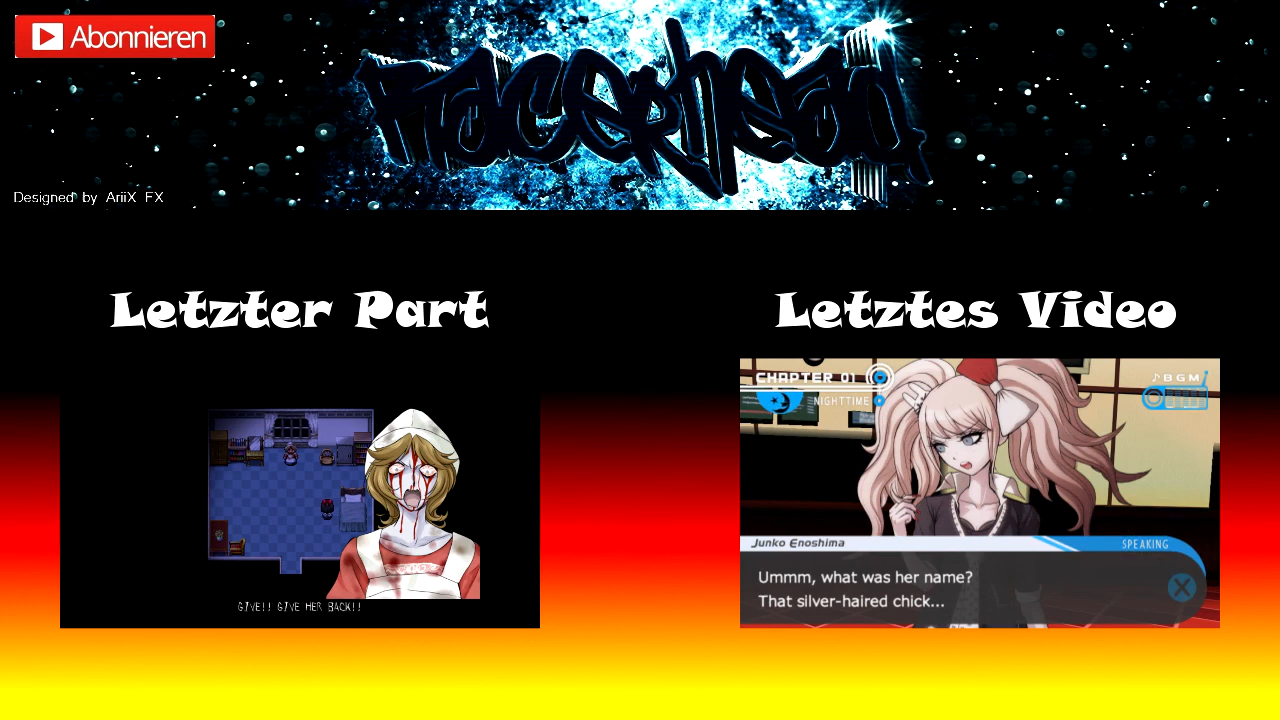 Abonnieren
Racerhead
Designed by AriiX FX
Letzter Part
Letztes Video
CHAPTER 01
♪BGM
NIGHTTIME
Junko Enoshima
SPEAKING
Ummm, what was her name?
That silver-haired chick...
GIVE!! GIVE HER BACK!!